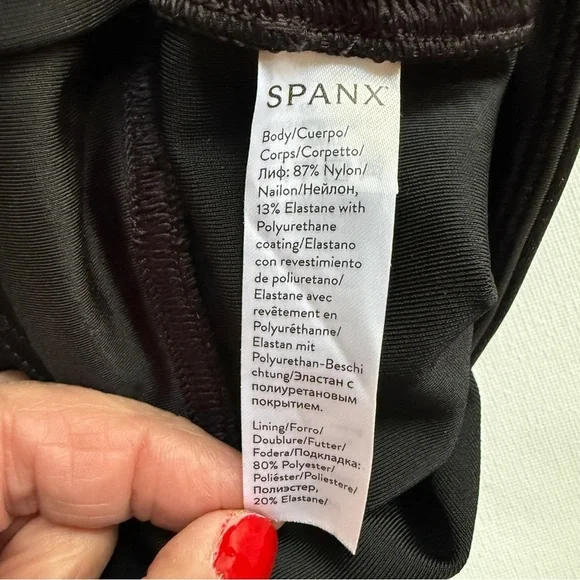 SPANX
Body/Cuerpo/
Corps/Corpetto/
Лиф: 87% Nylon/
Nailon/Нейлон,
13% Elastane with
Polyurethane
coating/Elastano
con revestimiento
de poliuretano/
Elastane avec
revêtement en
Polyuréthanne/
Elastan mit
Polyurethan-Beschi
chtung/Эластан с
полиуретановым
покрытием.
Lining/Forro/
Doublure/Futter/
Fodera/Подкладка:
80% Polyester/
Poliéster/Poliestere/
Полиэстер,
20% Elastane/